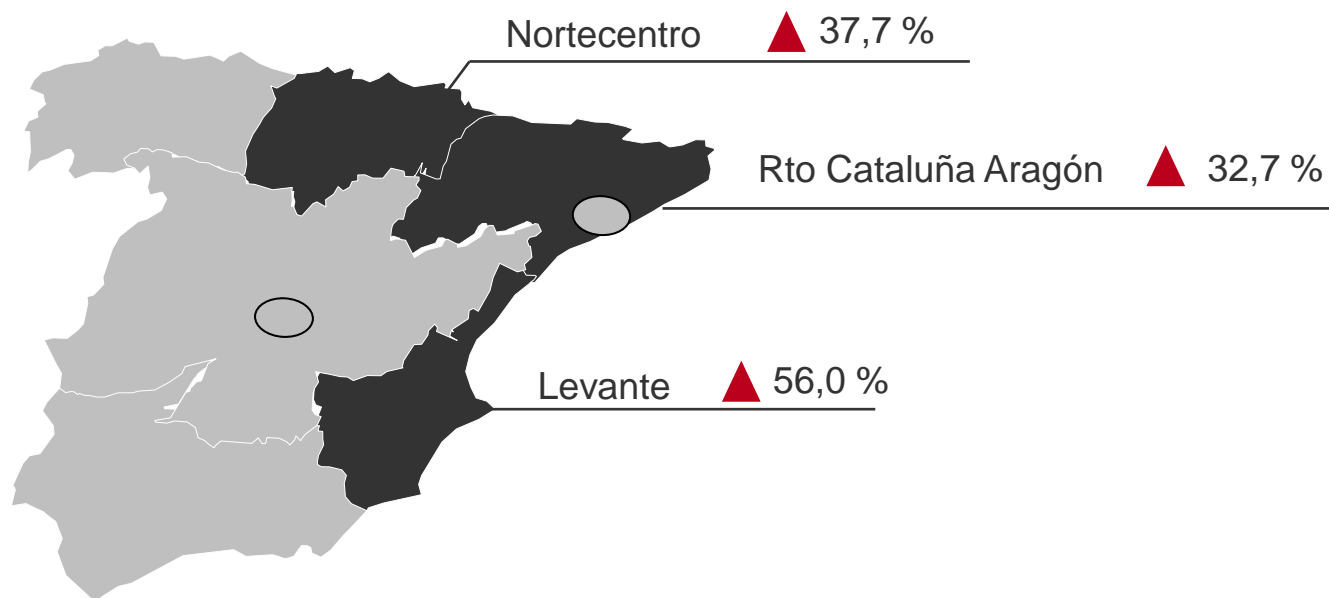 Nortecentro 37,7 %
Rto Cataluña Aragón 32,7 %
Levante 56,0 %